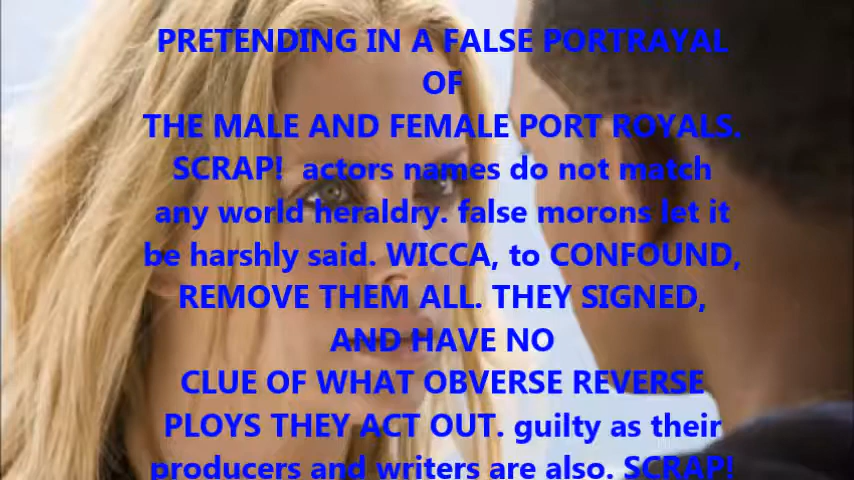 PRETENDING IN A FALSE PORTRAYAL
OF
THE MALE AND FEMALE PORT ROYALS.
SCRAP! actors names do not match
any world heraldry. false morons let it
be harshly said. WICCA, to CONFOUND,
REMOVE THEM ALL. THEY SIGNED,
AND HAVE NO
CLUE OF WHAT OBVERSE REVERSE
PLOYS THEY ACT OUT. guilty as their
producers and writers are also. SCRAP!